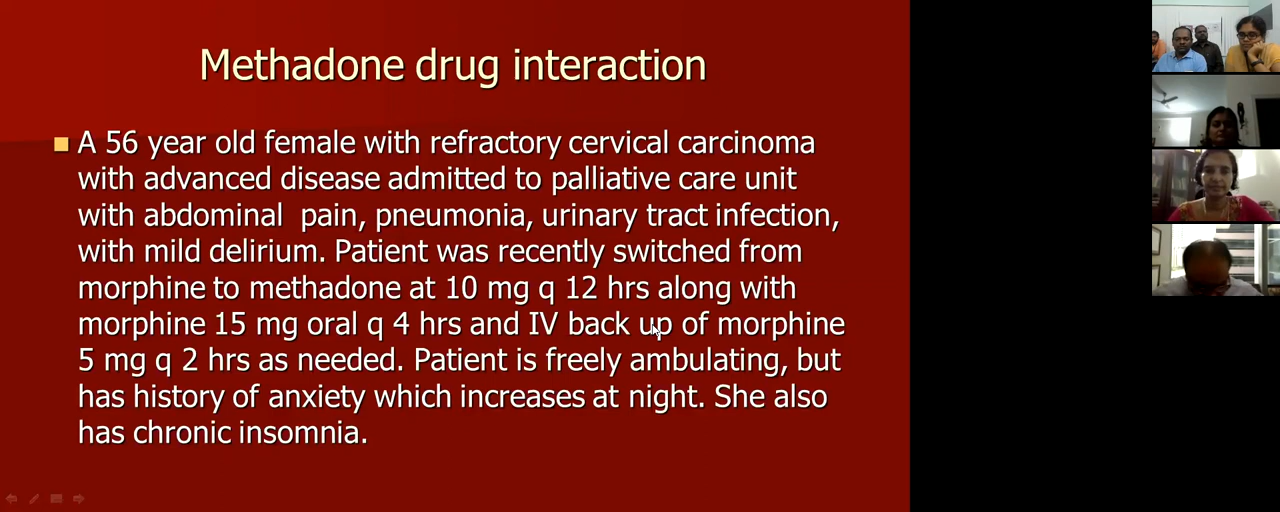 Methadone drug interaction
A 56 year old female with refractory cervical carcinoma
with advanced disease admitted to palliative care unit
with abdominal pain, pneumonia, urinary tract infection,
with mild delirium. Patient was recently switched from
morphine to methadone at 10 mg q 12 hrs along with
morphine 15 mg oral q 4 hrs and IV back up of morphine
5 mg q 2 hrs as needed. Patient is freely ambulating, but
has history of anxiety which increases at night. She also
has chronic insomnia.